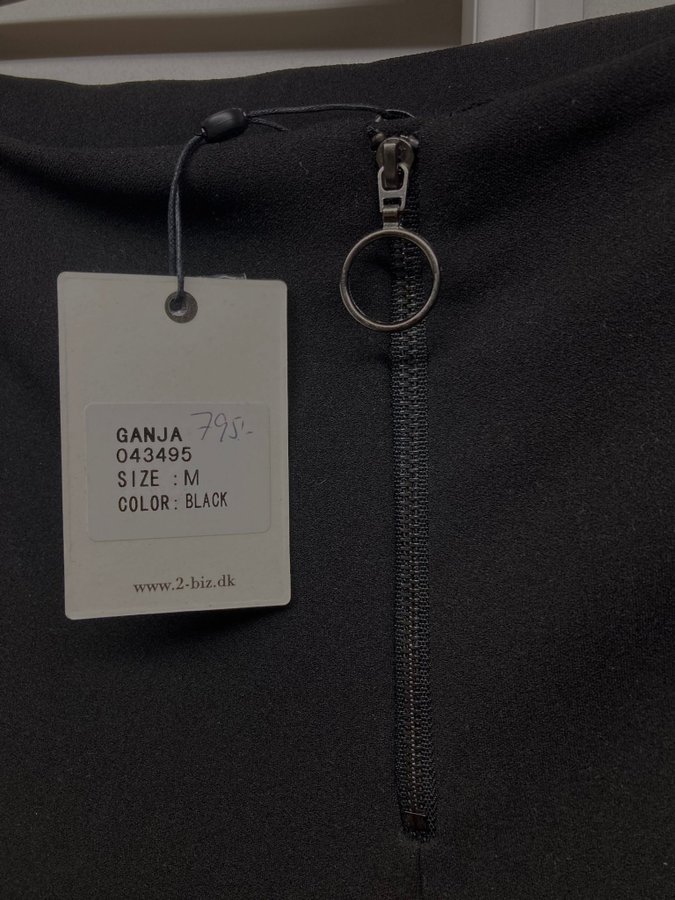 GANJA 795.-
043495
SIZE : M
COLOR: BLACK
www.2-biz.dk